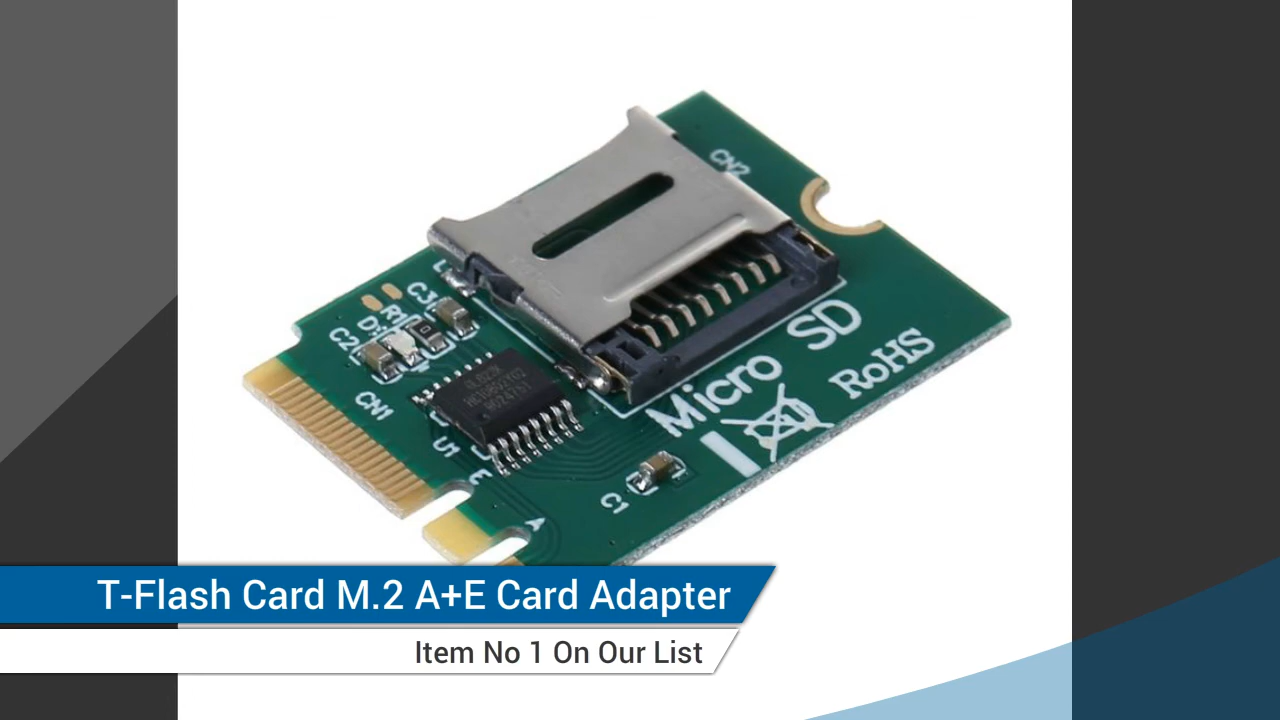 CN2
C3
R1
C2
CN1
U1
E
A
C1
Micro SD
RoHS
T-Flash Card M.2 A+E Card Adapter
Item No 1 On Our List